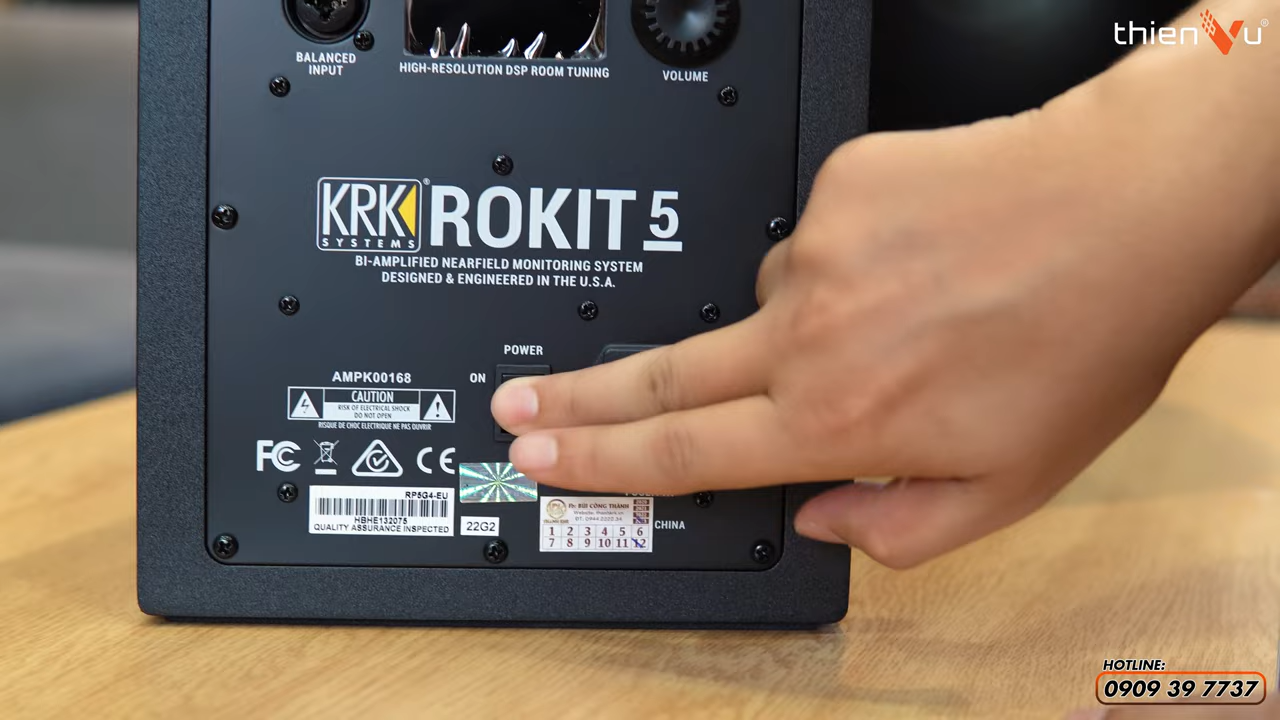 thienVu®
BALANCED
INPUT
HIGH-RESOLUTION DSP ROOM TUNING
VOLUME
KRK®
SYSTEMS
ROKIT 5
BI-AMPLIFIED NEARFIELD MONITORING SYSTEM
DESIGNED & ENGINEERED IN THE U.S.A.
POWER
ON
AMPK00168
CAUTION
RISK OF ELECTRICAL SHOCK
DO NOT OPEN
RISQUE DE CHOC ELECTRIQUE NE PAS OUVRIR
FC
CE
RP5G4-EU
HBHE132075
QUALITY ASSURANCE INSPECTED
22G2
BÙI CÔNG THÀNH
CHINA
1 2 3 4 5 6
7 8 9 10 11 12
HOTLINE:
0909 39 7737